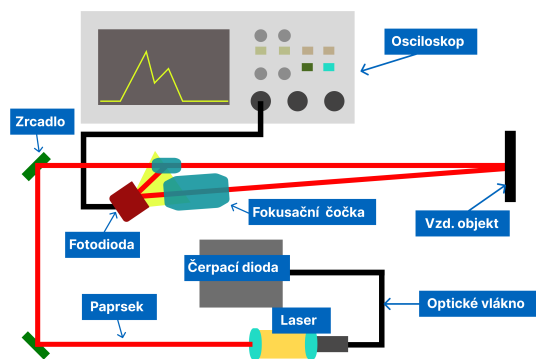 Osciloskop
Zrcadlo
Fokusační čočka
Vzd. objekt
Fotodioda
Čerpací dioda
Paprsek
Optické vlákno
Laser